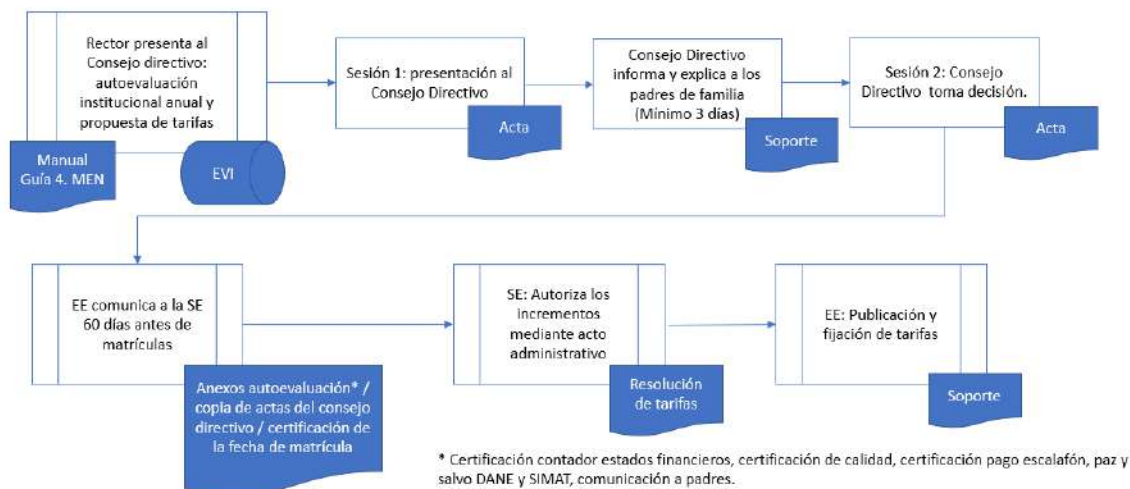 Rector presenta al
Consejo directivo:
autoevaluación
institucional anual y
propuesta de tarifas
Manual
Guía 4. MEN
EVI
Sesión 1: presentación al
Consejo Directivo
Acta
Consejo Directivo
informa y explica a los
padres de familia
(Mínimo 3 días)
Soporte
Sesión 2: Consejo
Directivo toma decisión.
Acta
EE comunica a la SE
60 días antes de
matrículas
Anexos autoevaluación* /
copia de actas del consejo
directivo / certificación de
la fecha de matrícula
SE: Autoriza los
incrementos
mediante acto
administrativo
Resolución
de tarifas
EE: Publicación y
fijación de tarifas
Soporte
* Certificación contador estados financieros, certificación de calidad, certificación pago escalafón, paz y
salvo DANE y SIMAT, comunicación a padres.